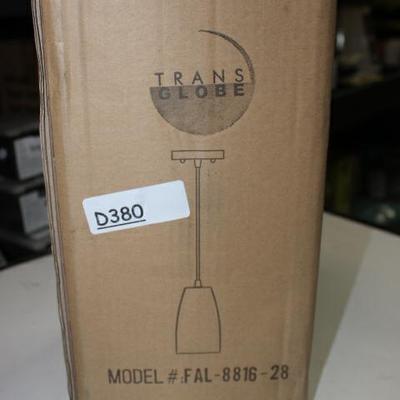 TRANS
GLOBE
D380
MODEL #: FAL-8816-28